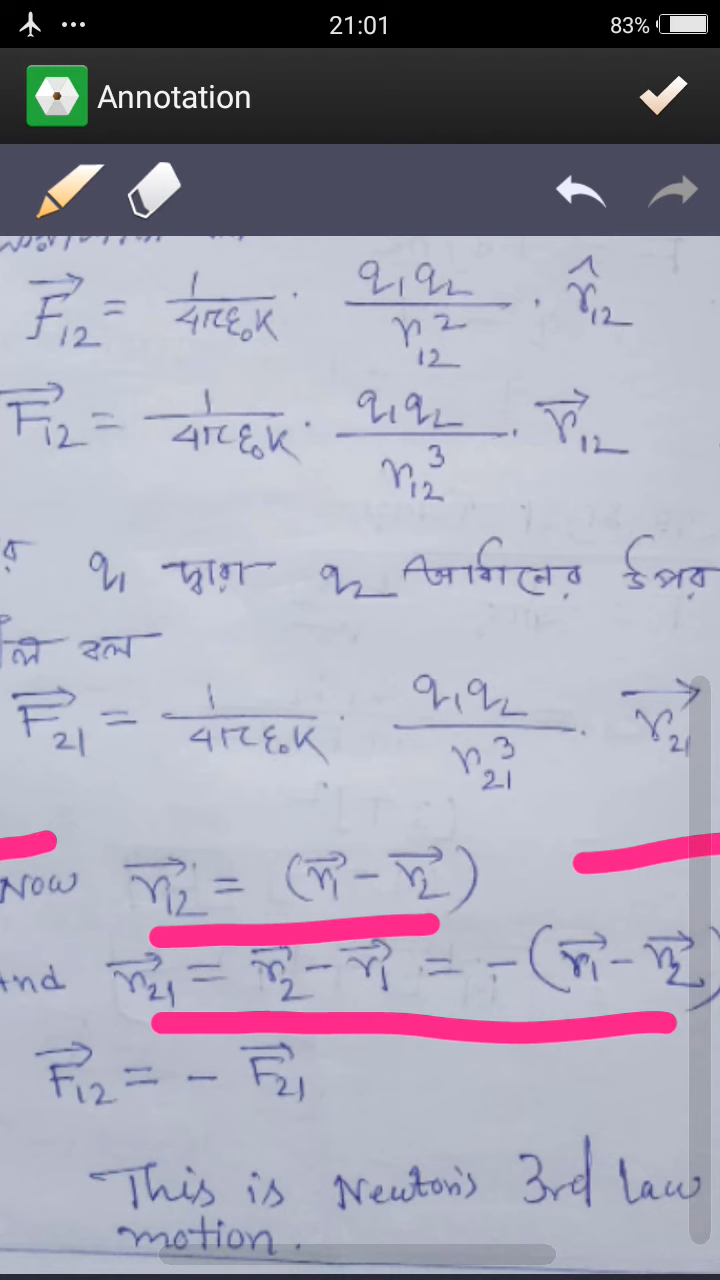 21:01
83%
Annotation
F⃗₁₂ = 1/4πε₀K · q₁q₂/r₁₂² · r̂₁₂
F⃗₁₂ = 1/4πε₀K · q₁q₂/r₁₂³ · r⃗₁₂
র q₁ দ্বারা q₂ আধানের উপর
বল
F⃗₂₁ = 1/4πε₀K · q₁q₂/r₂₁³ · r⃗₂₁
Now r⃗₁₂ = (r⃗₁ - r⃗₂)
And r⃗₂₁ = r⃗₂ - r⃗₁ = -(r⃗₁ - r⃗₂)
F⃗₁₂ = - F⃗₂₁
This is Newton's 3rd law
motion.